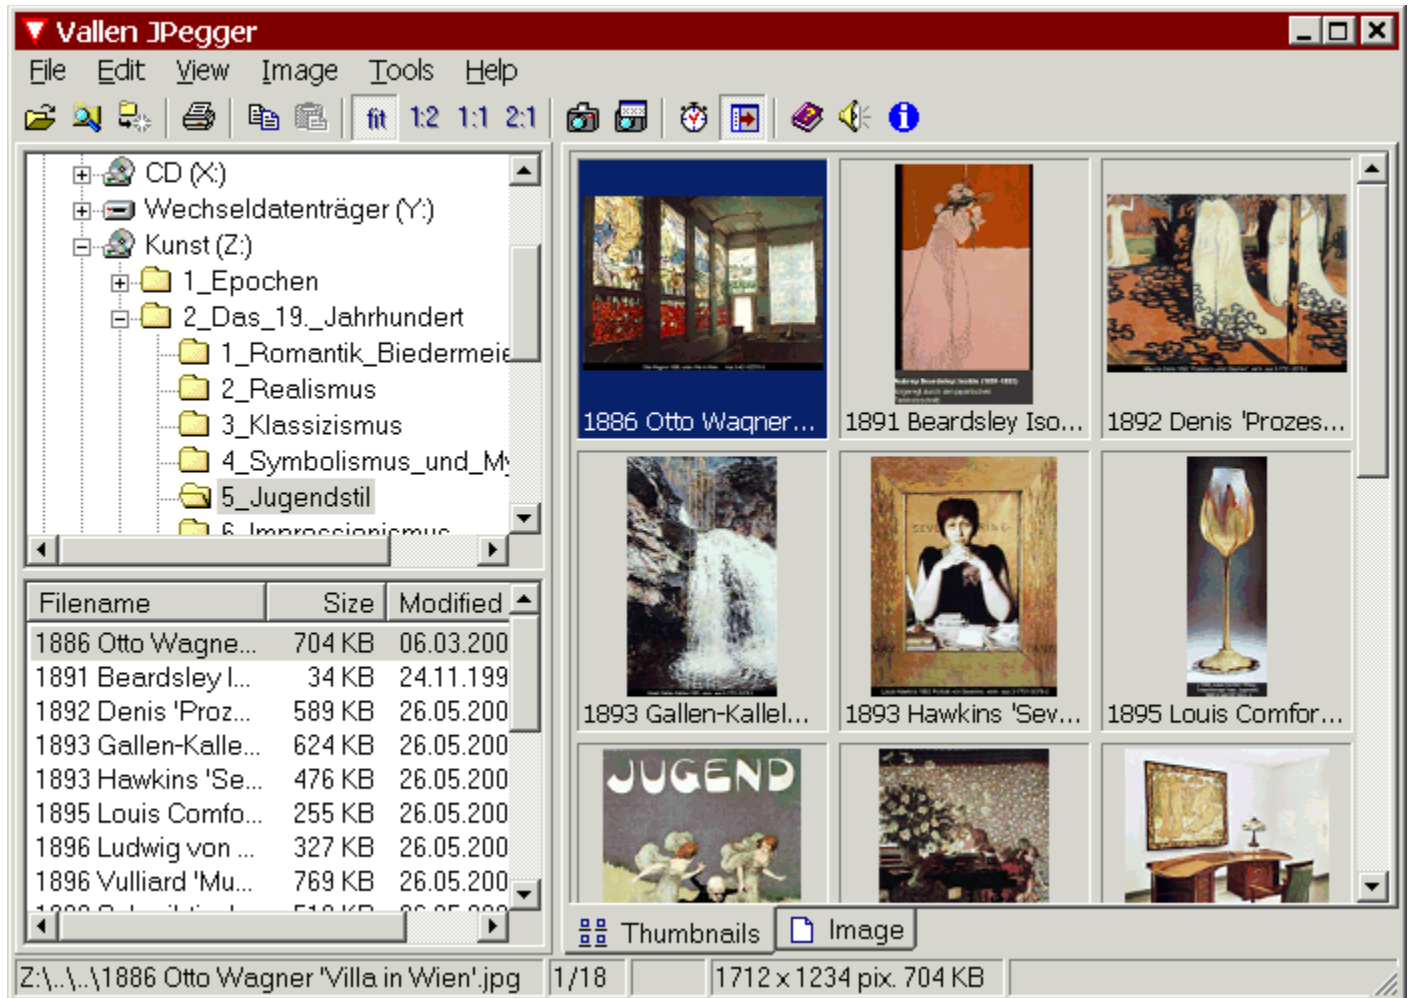 Vallen JPegger
File Edit View Image Tools Help
fit 1:2 1:1 2:1
CD (X:)
Wechseldatenträger (Y:)
Kunst (Z:)
1_Epochen
2_Das_19._Jahrhundert
1_Romantik_Biedermeie
2_Realismus
3_Klassizismus
4_Symbolismus_und_My
5_Jugendstil
6_Impressionismus
Filename Size Modified
1886 Otto Wagne... 704 KB 06.03.200
1891 Beardsley I... 34 KB 24.11.199
1892 Denis 'Proz... 589 KB 26.05.200
1893 Gallen-Kalle... 624 KB 26.05.200
1893 Hawkins 'Se... 476 KB 26.05.200
1895 Louis Comfo... 255 KB 26.05.200
1896 Ludwig von ... 327 KB 26.05.200
1896 Vulliard 'Mu... 769 KB 26.05.200
1886 Otto Wagner...
1891 Beardsley Iso...
1892 Denis 'Prozes...
1893 Gallen-Kallel...
1893 Hawkins 'Sev...
1895 Louis Comfor...
JUGEND
Thumbnails Image
Z:\..\..\1886 Otto Wagner 'Villa in Wien'.jpg 1/18 1712 x 1234 pix. 704 KB